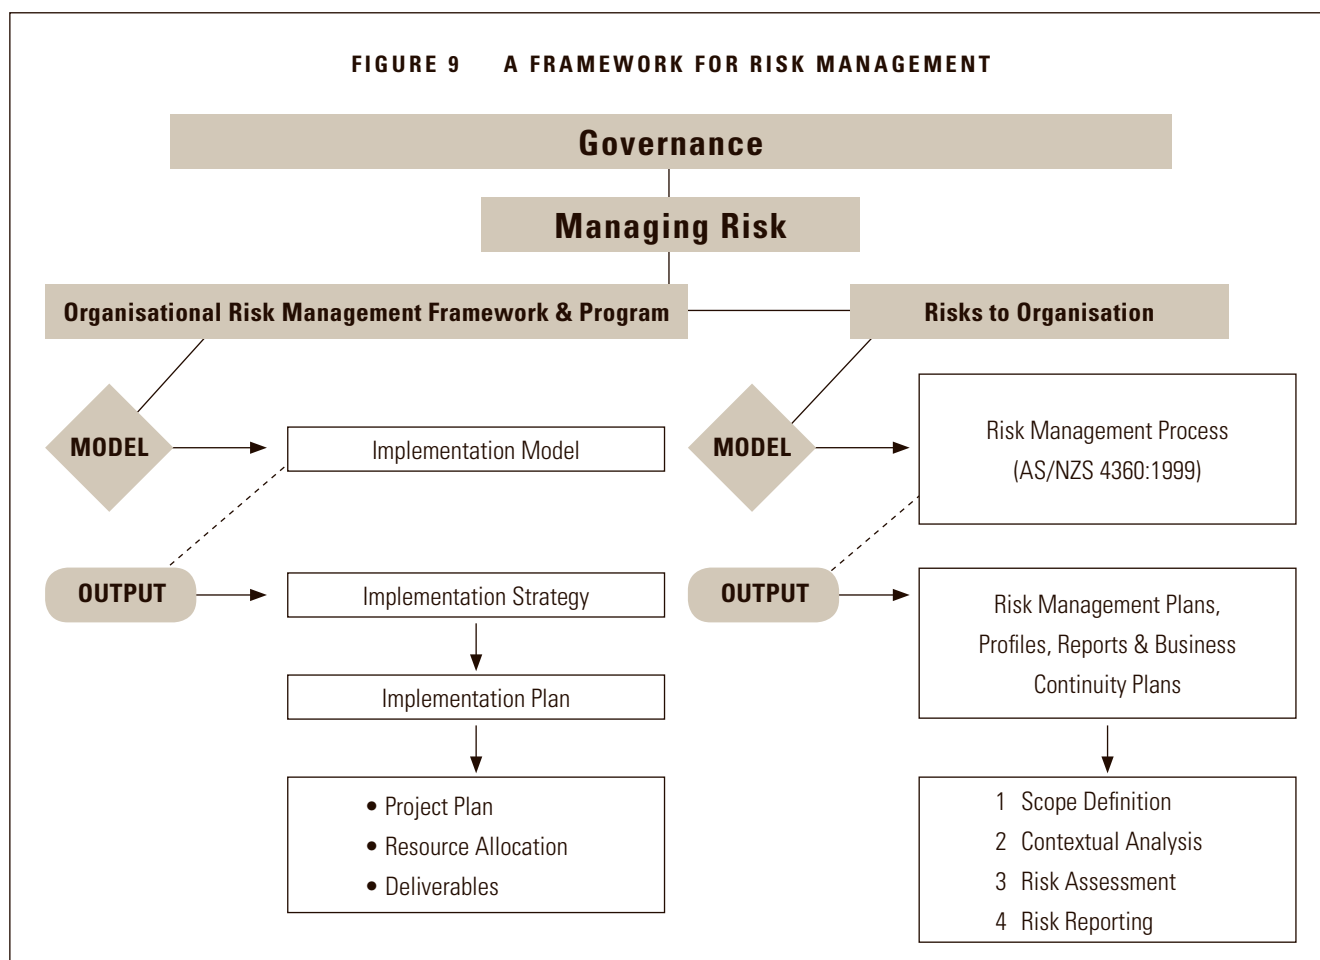 FIGURE 9 A FRAMEWORK FOR RISK MANAGEMENT
Governance
Managing Risk
Organisational Risk Management Framework & Program
Risks to Organisation
MODEL
Implementation Model
OUTPUT
Implementation Strategy
Implementation Plan
• Project Plan
• Resource Allocation
• Deliverables
MODEL
Risk Management Process
(AS/NZS 4360:1999)
OUTPUT
Risk Management Plans,
Profiles, Reports & Business
Continuity Plans
1 Scope Definition
2 Contextual Analysis
3 Risk Assessment
4 Risk Reporting